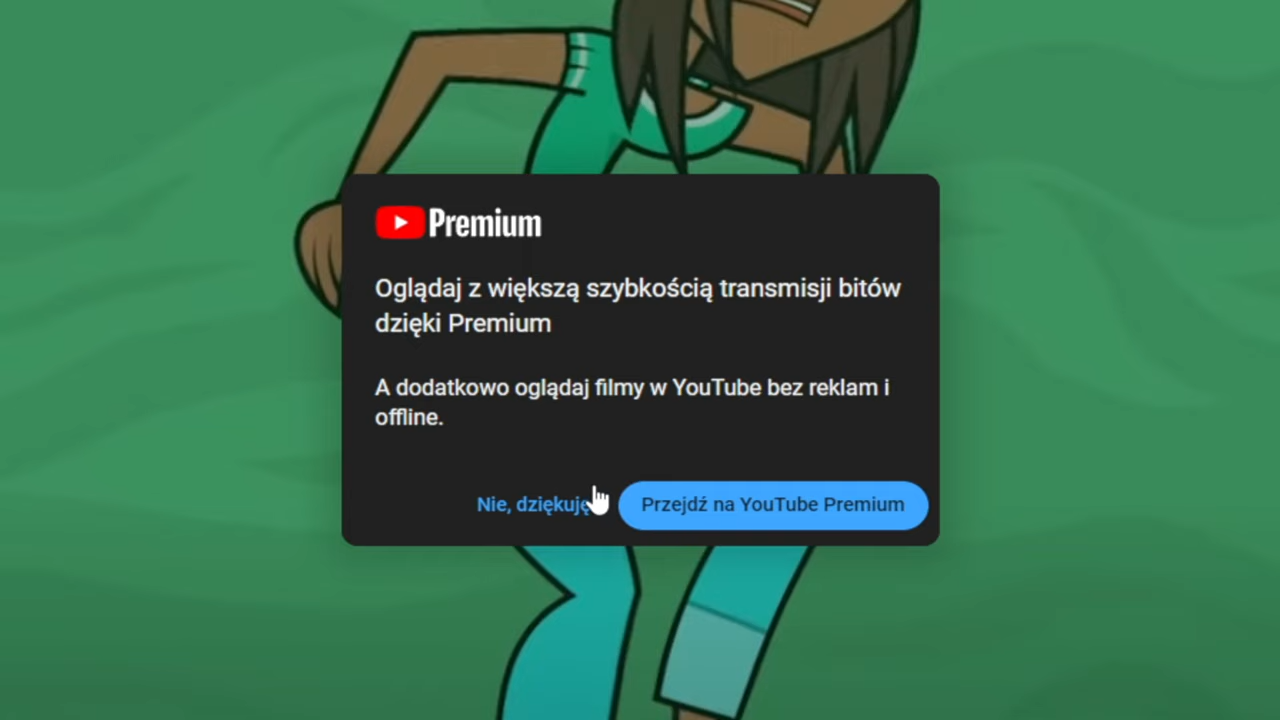 Premium
Oglądaj z większą szybkością transmisji bitów
dzięki Premium
A dodatkowo oglądaj filmy w YouTube bez reklam i
offline.
Nie, dziękuję
Przejdź na YouTube Premium